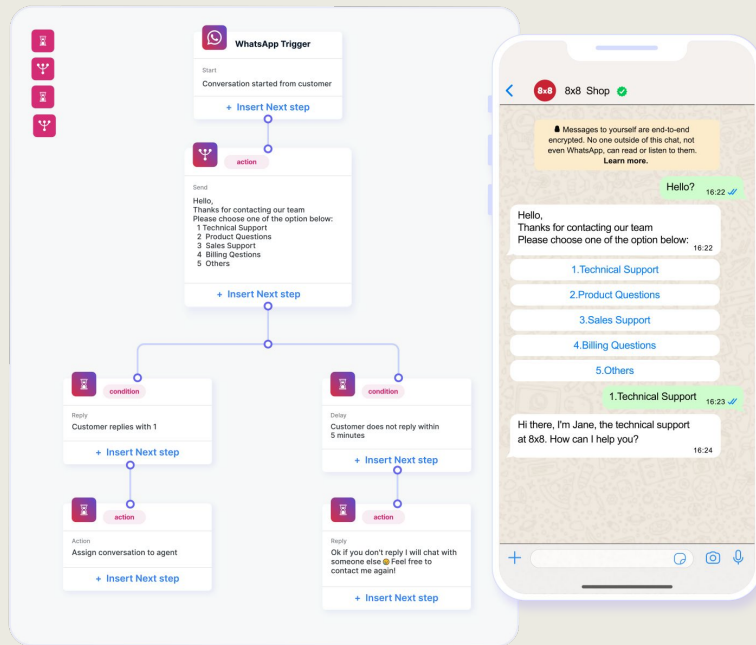 WhatsApp Trigger
Start
Conversation started from customer
+ Insert Next step
action
Send
Hello,
Thanks for contacting our team
Please choose one of the option below:
1 Technical Support
2 Product Questions
3 Sales Support
4 Billing Qestions
5 Others
+ Insert Next step
condition
Reply
Customer replies with 1
+ Insert Next step
action
Action
Assign conversation to agent
+ Insert Next step
condition
Delay
Customer does not reply within
5 minutes
+ Insert Next step
action
Reply
Ok if you don't reply I will chat with
someone else 😢 Feel free to
contact me again!
+ Insert Next step
8x8 8x8 Shop
Messages to yourself are end-to-end
encrypted. No one outside of this chat, not
even WhatsApp, can read or listen to them.
Learn more.
Hello? 16:22
Hello,
Thanks for contacting our team
Please choose one of the option below: 16:22
1.Technical Support
2.Product Questions
3.Sales Support
4.Billing Questions
5.Others
1.Technical Support 16:23
Hi there, I'm Jane, the technical support
at 8x8. How can I help you?
16:24